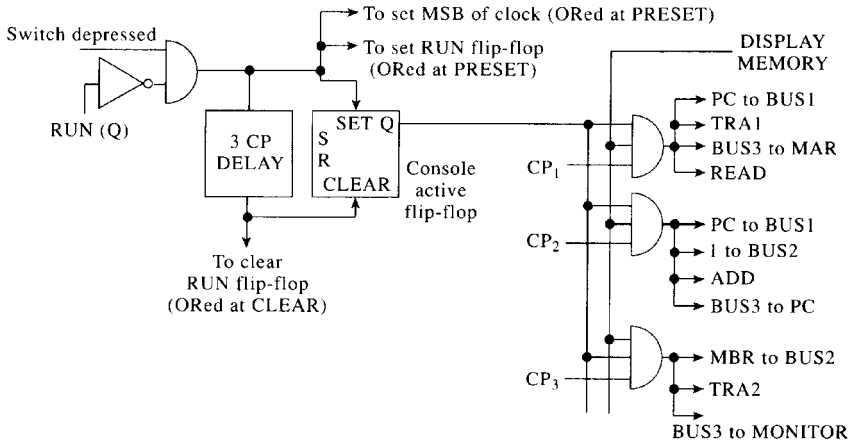 To set MSB of clock (ORed at PRESET)
Switch depressed
To set RUN flip-flop
(ORed at PRESET)
DISPLAY
MEMORY
RUN (Q)
3 CP
DELAY
SET Q
S
R
CLEAR
Console
active
flip-flop
CP1
PC to BUS1
TRA1
BUS3 to MAR
READ
CP2
PC to BUS1
1 to BUS2
ADD
BUS3 to PC
To clear
RUN flip-flop
(ORed at CLEAR)
CP3
MBR to BUS2
TRA2
BUS3 to MONITOR